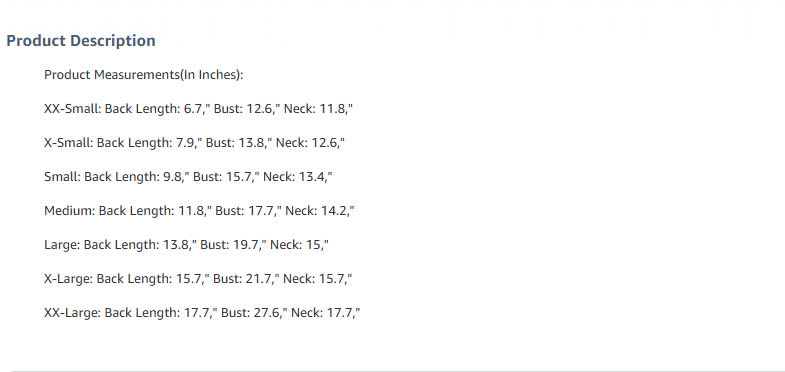 Product Description
Product Measurements(In Inches):
XX-Small: Back Length: 6.7," Bust: 12.6," Neck: 11.8,"
X-Small: Back Length: 7.9," Bust: 13.8," Neck: 12.6,"
Small: Back Length: 9.8," Bust: 15.7," Neck: 13.4,"
Medium: Back Length: 11.8," Bust: 17.7," Neck: 14.2,"
Large: Back Length: 13.8," Bust: 19.7," Neck: 15,"
X-Large: Back Length: 15.7," Bust: 21.7," Neck: 15.7,"
XX-Large: Back Length: 17.7," Bust: 27.6," Neck: 17.7,"